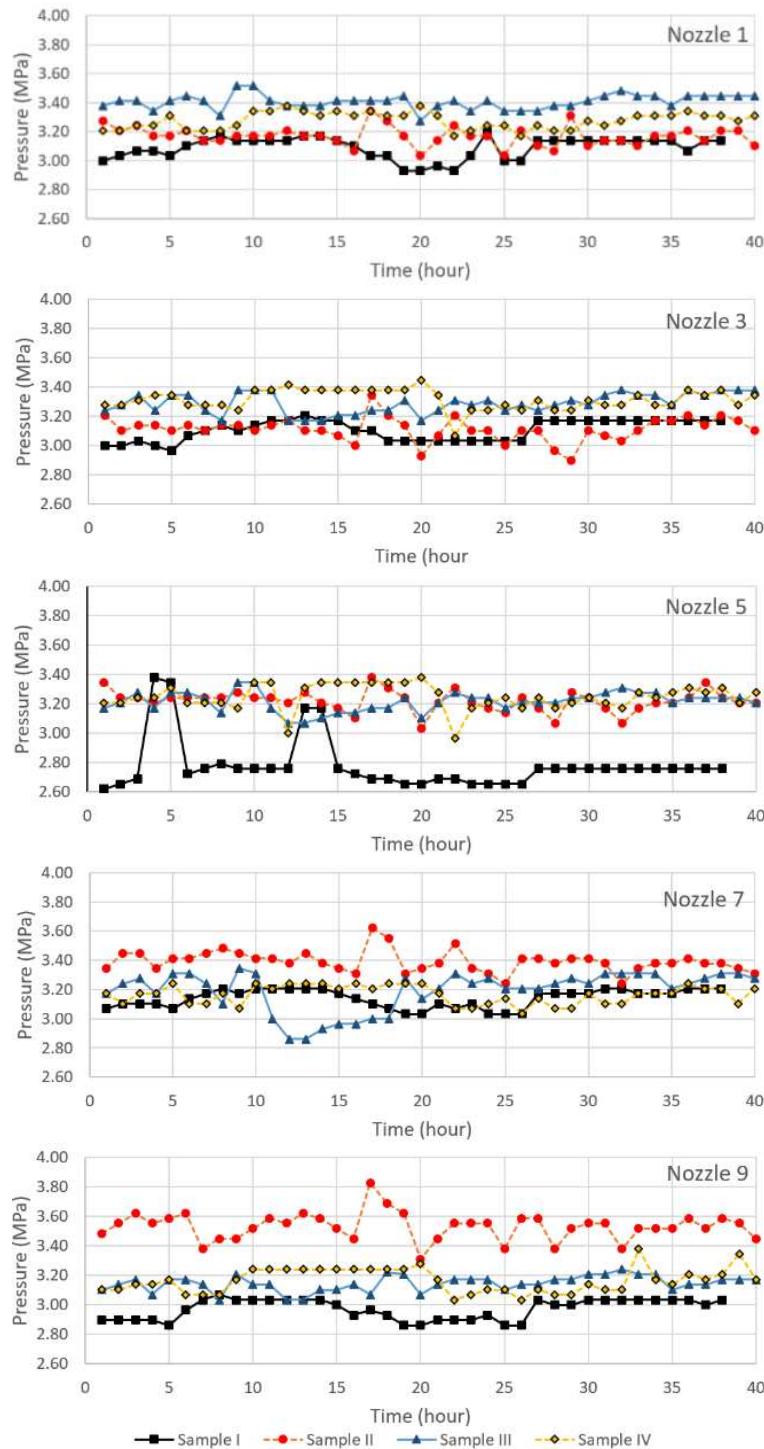 Nozzle 1
Pressure (MPa)
4.00
3.80
3.60
3.40
3.20
3.00
2.80
2.60
0 5 10 15 20 25 30 35 40
Time (hour)
Nozzle 3
Pressure (MPa)
4.00
3.80
3.60
3.40
3.20
3.00
2.80
2.60
0 5 10 15 20 25 30 35 40
Time (hour
Nozzle 5
Pressure (MPa)
4.00
3.80
3.60
3.40
3.20
3.00
2.80
2.60
0 5 10 15 20 25 30 35 40
Time (hour)
Nozzle 7
Pressure (MPa)
4.00
3.80
3.60
3.40
3.20
3.00
2.80
2.60
0 5 10 15 20 25 30 35 40
Time (hour)
Nozzle 9
Pressure (MPa)
4.00
3.80
3.60
3.40
3.20
3.00
2.80
2.60
0 5 10 15 20 25 30 35 40
Time (hour)
Sample I Sample II Sample III Sample IV